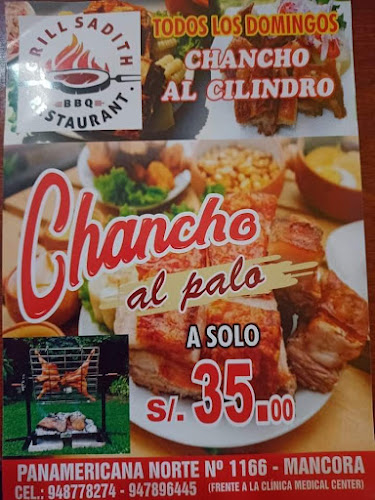 GRILL SADITH
BBQ
RESTAURANT.
TODOS LOS DOMINGOS
CHANCHO
AL CILINDRO
Chancho
al palo
A SOLO
S/. 35.00
PANAMERICANA NORTE Nº 1166 - MANCORA
CEL.: 948778274 - 947896445 (FRENTE A LA CLÍNICA MEDICAL CENTER)